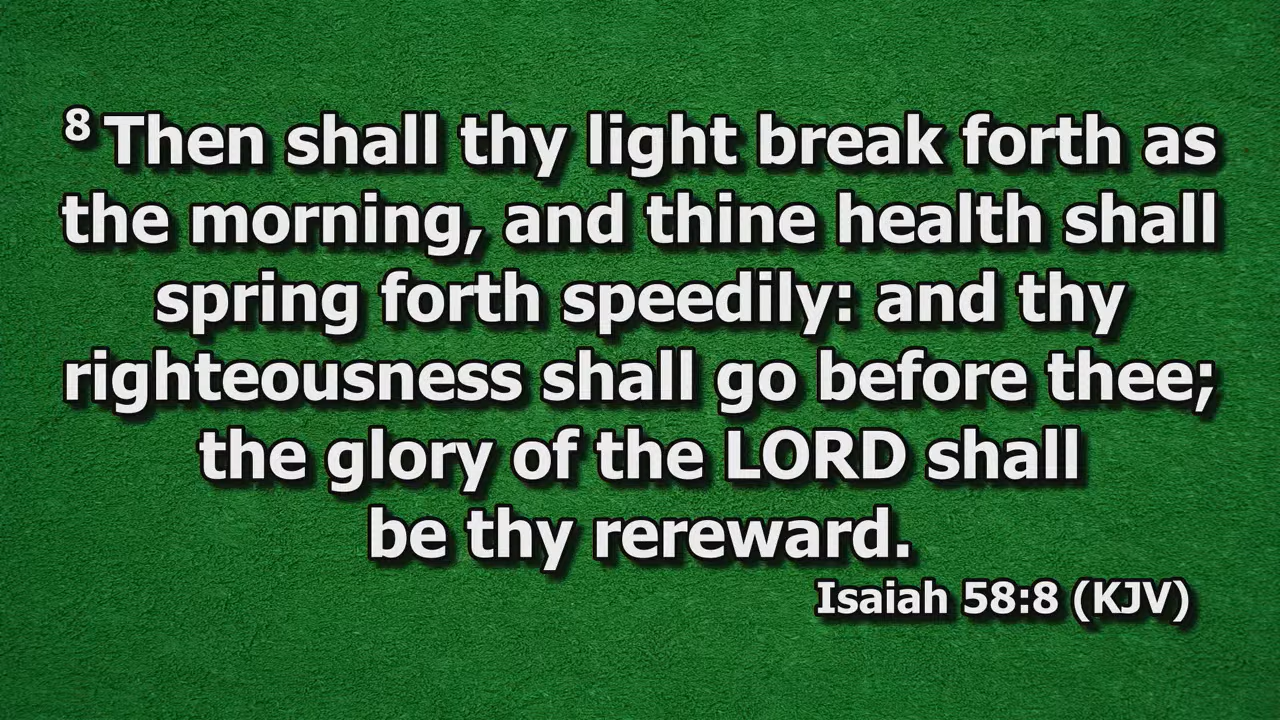 8 Then shall thy light break forth as
the morning, and thine health shall
spring forth speedily: and thy
righteousness shall go before thee;
the glory of the LORD shall
be thy rereward.
Isaiah 58:8 (KJV)